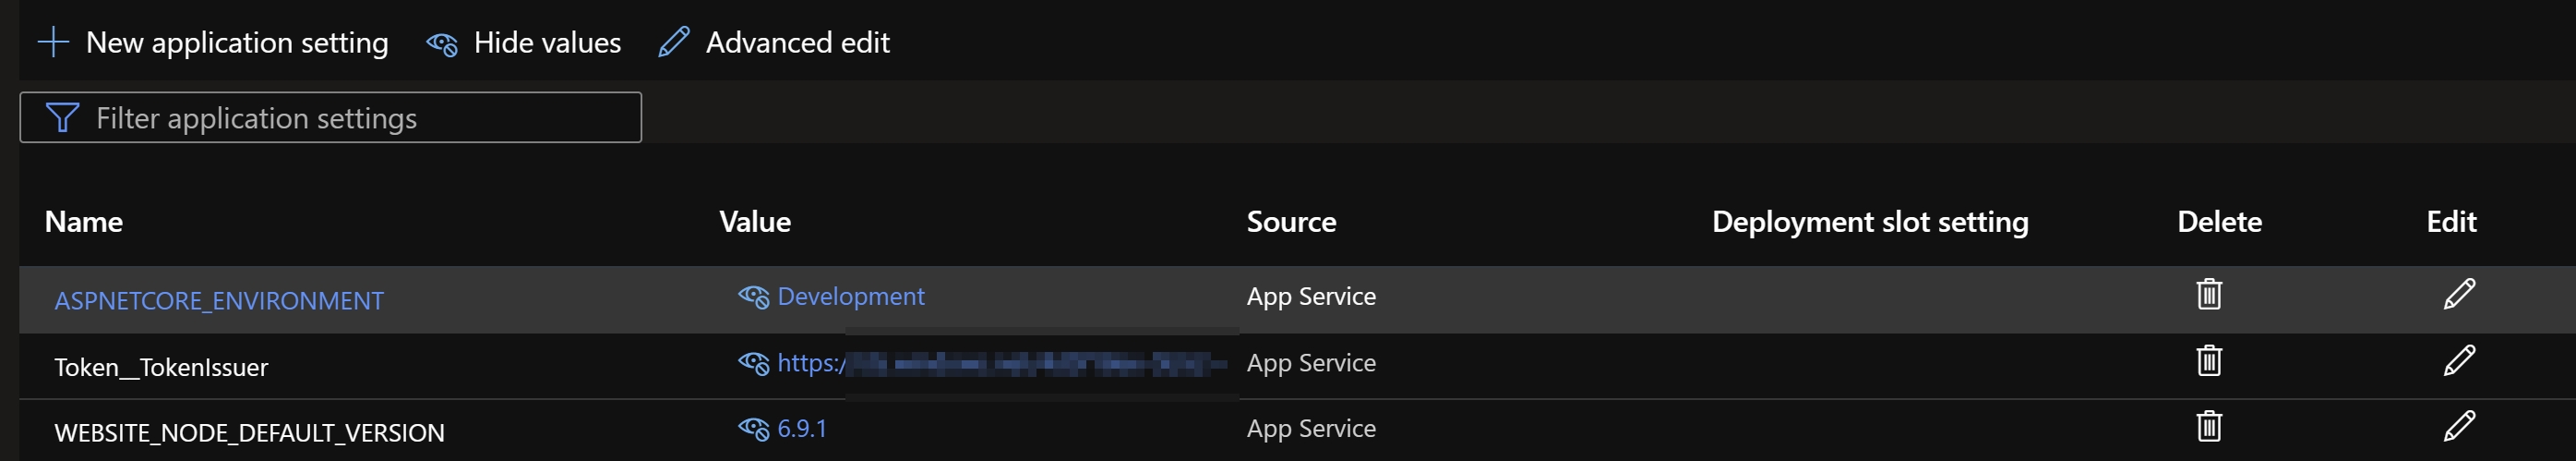 New application setting Hide values Advanced edit
Filter application settings
Name Value Source Deployment slot setting Delete Edit
ASPNETCORE_ENVIRONMENT Development App Service
Token__TokenIssuer https:/ App Service
WEBSITE_NODE_DEFAULT_VERSION 6.9.1 App Service